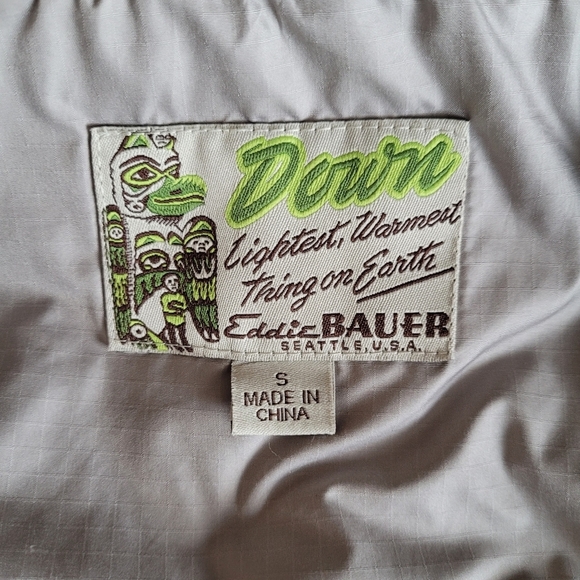 Down
Lightest, Warmest
Thing on Earth
Eddie BAUER
SEATTLE, U.S.A.
S
MADE IN
CHINA